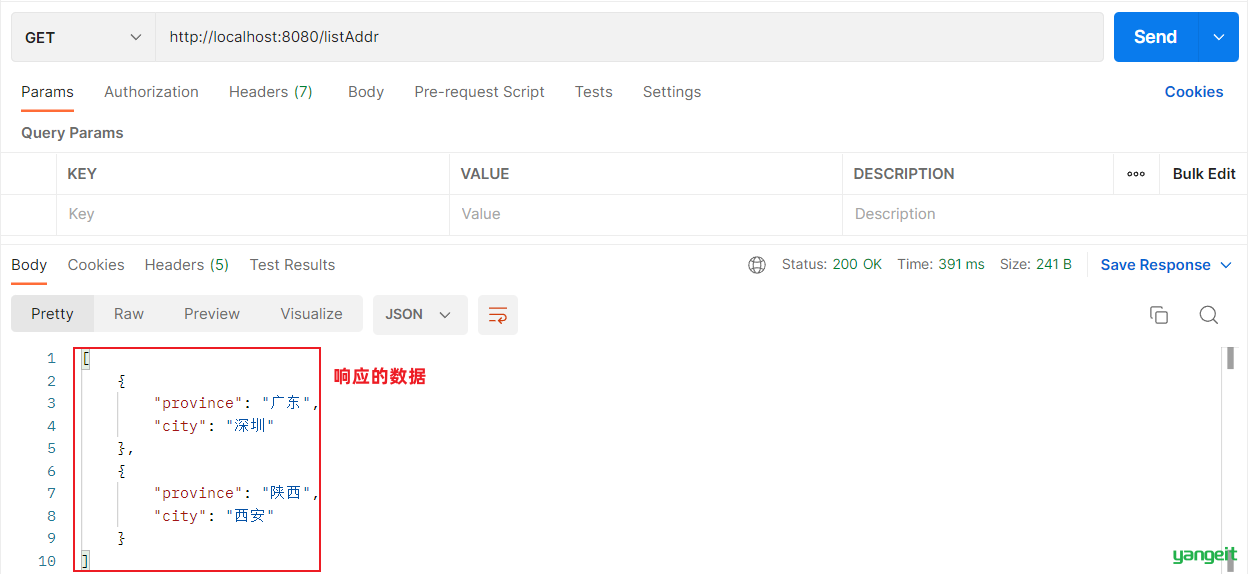 GET http://localhost:8080/listAddr Send
Params Authorization Headers (7) Body Pre-request Script Tests Settings Cookies
Query Params
KEY VALUE DESCRIPTION Bulk Edit
Key Value Description
Body Cookies Headers (5) Test Results Status: 200 OK Time: 391 ms Size: 241 B Save Response
Pretty Raw Preview Visualize JSON
1 [
响应的数据
2 {
3 "province": "广东",
4 "city": "深圳"
5 },
6 {
7 "province": "陕西",
8 "city": "西安"
9 }
10 ]
yangeit